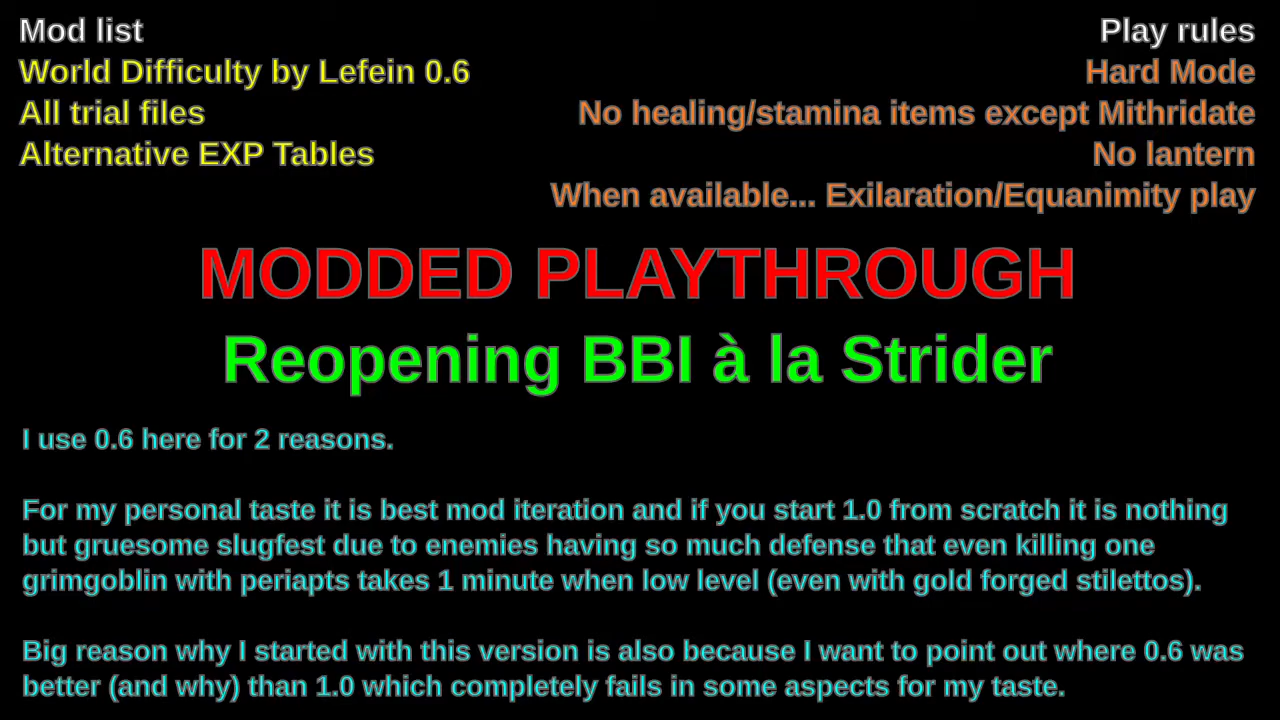 Mod list
World Difficulty by Lefein 0.6
All trial files
Alternative EXP Tables
Play rules
Hard Mode
No healing/stamina items except Mithridate
No lantern
When available... Exilaration/Equanimity play
MODDED PLAYTHROUGH
Reopening BBI à la Strider
I use 0.6 here for 2 reasons.
For my personal taste it is best mod iteration and if you start 1.0 from scratch it is nothing
but gruesome slugfest due to enemies having so much defense that even killing one
grimgoblin with periapts takes 1 minute when low level (even with gold forged stilettos).
Big reason why I started with this version is also because I want to point out where 0.6 was
better (and why) than 1.0 which completely fails in some aspects for my taste.